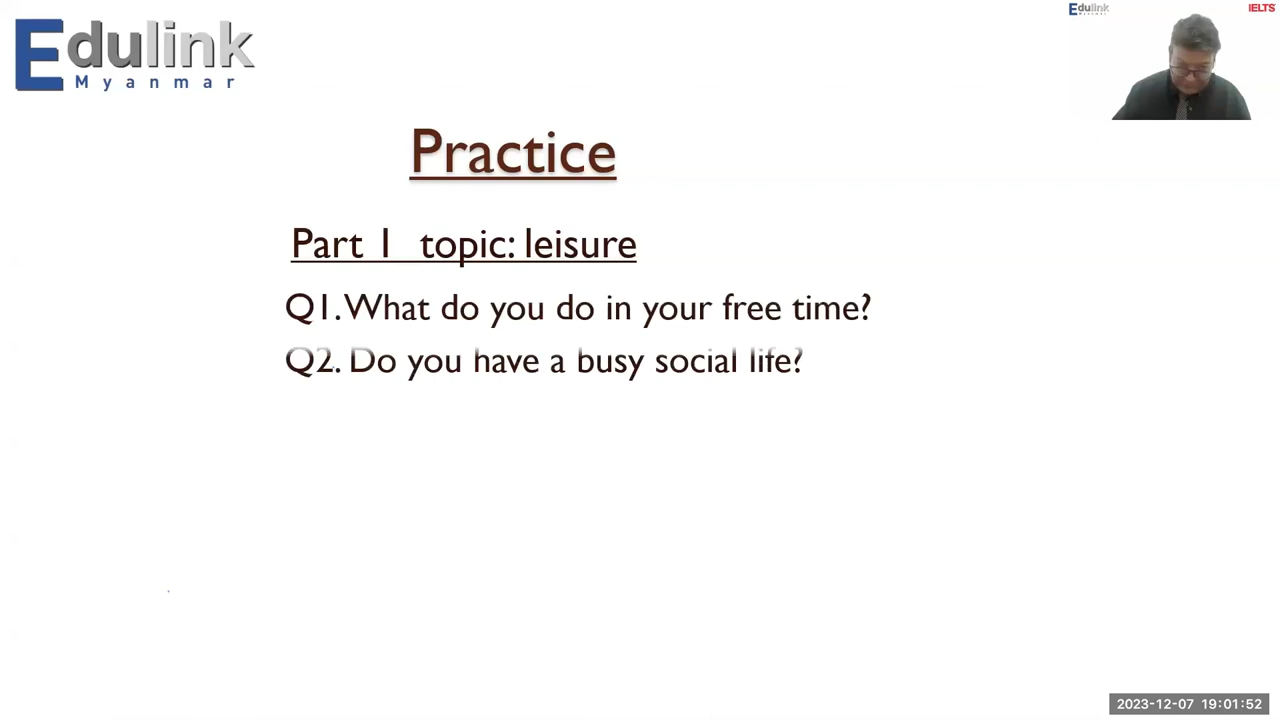 Edulink
Myanmar
Edulink
Myanmar
IELTS
Practice
Part 1 topic: leisure
Q1. What do you do in your free time?
Q2. Do you have a busy social life?
2023-12-07 19:01:52